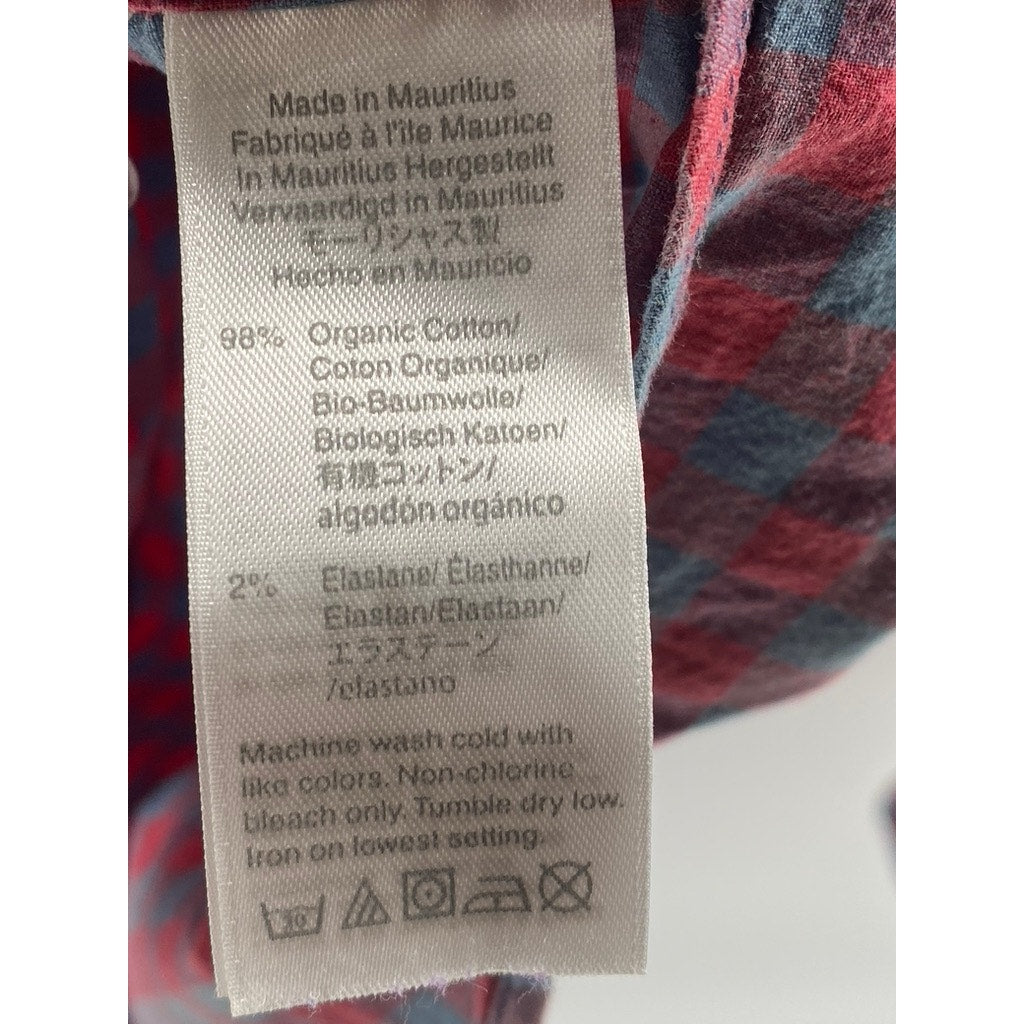 Made in Mauritius
Fabriqué à l'île Maurice
In Mauritius Hergestellt
Vervaardigd in Mauritius
モーリシャス製
Hecho en Mauricio
98% Organic Cotton/
Coton Organique/
Bio-Baumwolle/
Biologisch Katoen/
有機コットン/
algodón orgánico
2% Elastane/ Élasthanne/
Elastan/Elastaan/
エラステーン
/elastano
Machine wash cold with
like colors. Non-chlorine
bleach only. Tumble dry low.
Iron on lowest setting.
30